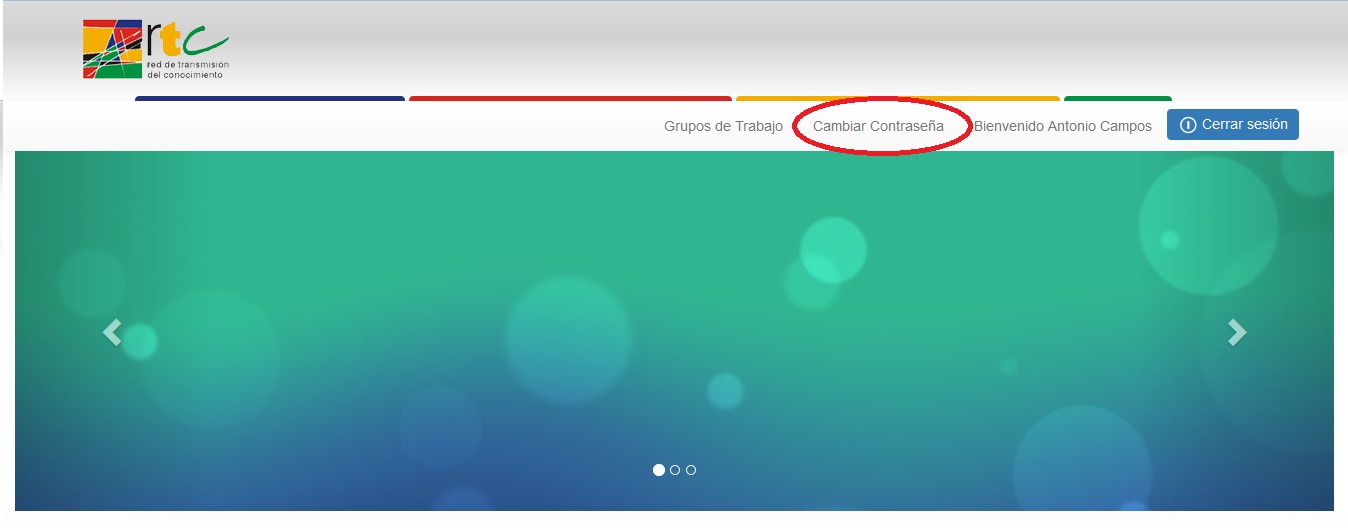 rtc
red de transmisión
del conocimiento
Grupos de Trabajo Cambiar Contraseña Bienvenido Antonio Campos Cerrar sesión